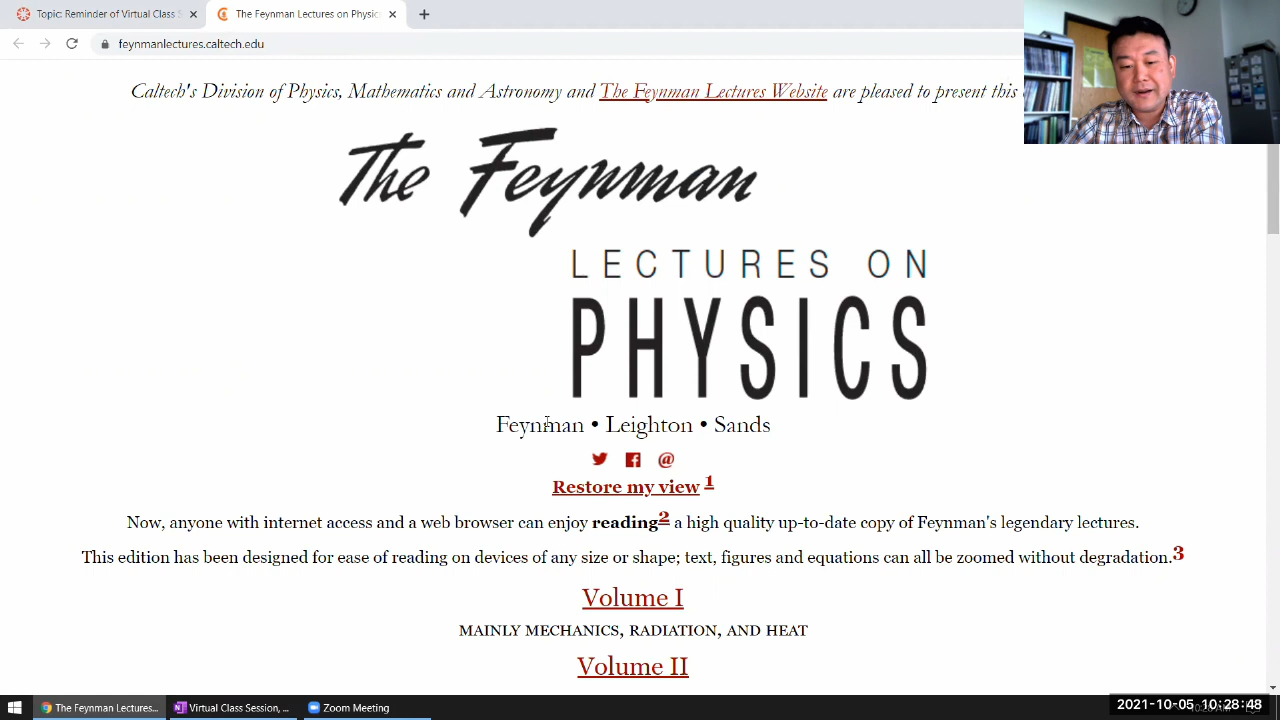 Topic: Reminder of Virtual Class S
The Feynman Lectures on Physic
feynmanlectures.caltech.edu
Caltech's Division of Physics, Mathematics and Astronomy and The Feynman Lectures Website are pleased to present this
The Feynman
LECTURES ON
PHYSICS
Feynman • Leighton • Sands
Restore my view 1
Now, anyone with internet access and a web browser can enjoy reading2 a high quality up-to-date copy of Feynman's legendary lectures.
This edition has been designed for ease of reading on devices of any size or shape; text, figures and equations can all be zoomed without degradation.3
Volume I
MAINLY MECHANICS, RADIATION, AND HEAT
Volume II
The Feynman Lectures...
Virtual Class Session, ...
Zoom Meeting
2021-10-05 10:28:48